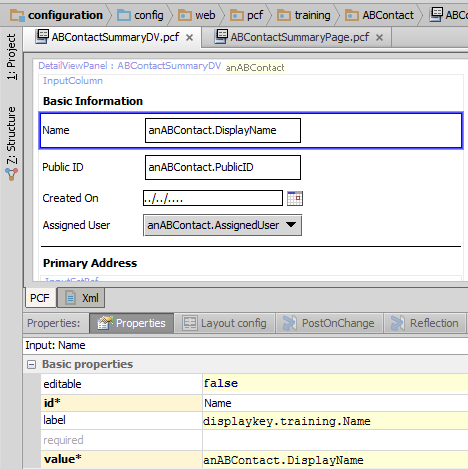 configuration config web pcf training ABContact
ABContactSummaryDV.pcf × ABContactSummaryPage.pcf ×
1: Project
Z: Structure
DetailViewPanel : ABContactSummaryDV anABContact
InputColumn
Basic Information
Name anABContact.DisplayName
Public ID anABContact.PublicID
Created On ../../....
Assigned User anABContact.AssignedUser
Primary Address
PCF Xml
Properties: Properties Layout config PostOnChange Reflection
Input: Name
Basic properties
editable false
id* Name
label displaykey.training.Name
required
value* anABContact.DisplayName